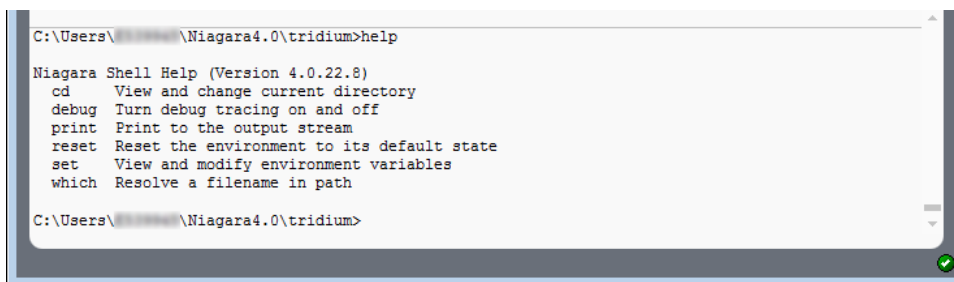 C:\Users\ \Niagara4.0\tridium>help
Niagara Shell Help (Version 4.0.22.8)
cd View and change current directory
debug Turn debug tracing on and off
print Print to the output stream
reset Reset the environment to its default state
set View and modify environment variables
which Resolve a filename in path
C:\Users\ \Niagara4.0\tridium>